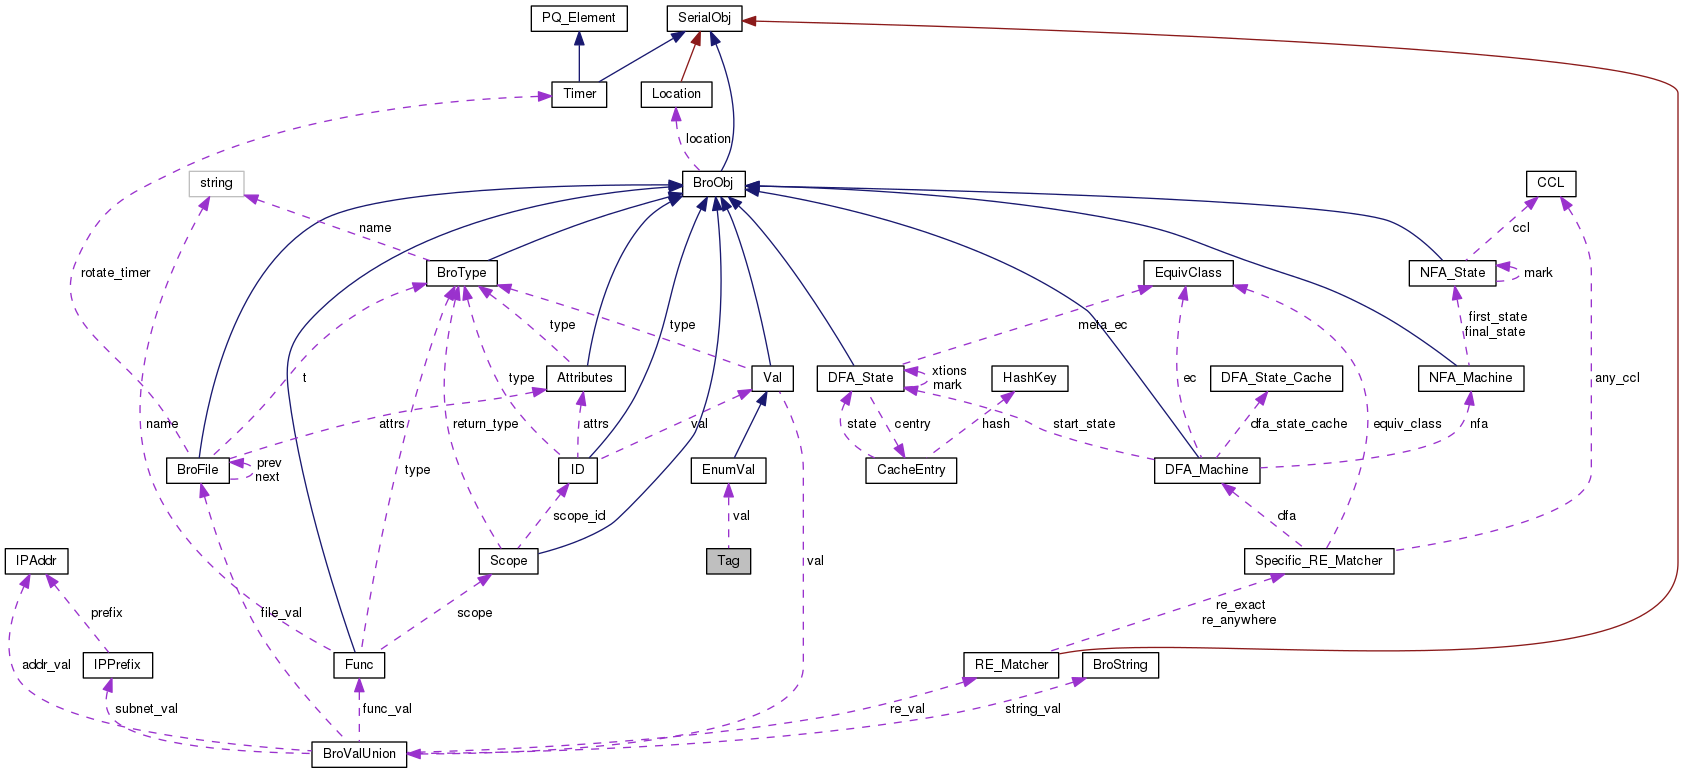 PQ_Element
SerialObj
Timer
Location
location
string
BroObj
CCL
name
ccl
rotate_timer
BroType
EquivClass
NFA_State
mark
first_state
final_state
meta_ec
type
type
t
type
Attributes
Val
DFA_State
xtions
mark
HashKey
ec
DFA_State_Cache
NFA_Machine
any_ccl
name
attrs
return_type
attrs
val
centry
state
hash
start_state
dfa_state_cache
equiv_class
nfa
BroFile
prev
next
type
ID
EnumVal
CacheEntry
DFA_Machine
scope_id
val
dfa
IPAddr
Scope
Tag
val
Specific_RE_Matcher
prefix
file_val
scope
re_exact
re_anywhere
addr_val
IPPrefix
Func
RE_Matcher
BroString
subnet_val
func_val
re_val
string_val
BroValUnion